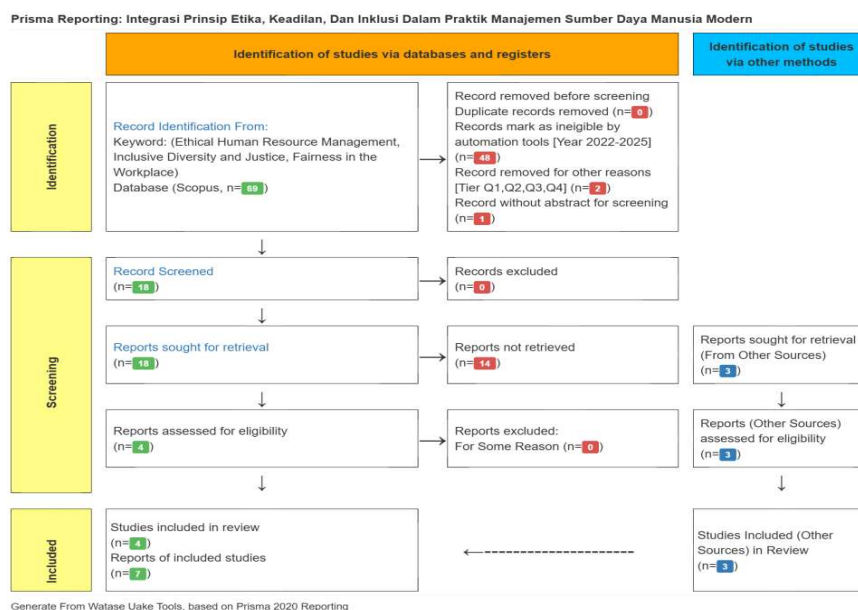 Prisma Reporting: Integrasi Prinsip Etika, Keadilan, Dan Inklusi Dalam Praktik Manajemen Sumber Daya Manusia Modern
Identification of studies via databases and registers
Identification of studies
via other methods
Identification
Record Identification From:
Keyword: (Ethical Human Resource Management,
Inclusive Diversity and Justice, Fairness in the
Workplace)
Database (Scopus, n=69)
Record removed before screening
Duplicate records removed (n=0)
Records mark as ineigible by
automation tools [Year 2022-2025]
(n=48)
Record removed for other reasons
[Tier Q1,Q2,Q3,Q4] (n=2)
Record without abstract for screening
(n=1)
Screening
Record Screened
(n=18)
Records excluded
(n=0)
Reports sought for retrieval
(n=18)
Reports not retrieved
(n=14)
Reports sought for retrieval
(From Other Sources)
(n=3)
Reports assessed for eligibility
(n=4)
Reports excluded:
For Some Reason (n=0)
Reports (Other Sources)
assessed for eligibility
(n=3)
Included
Studies included in review
(n=4)
Reports of included studies
(n=7)
Studies Included (Other
Sources) in Review
(n=3)
Generate From Watase Uake Tools, based on Prisma 2020 Reporting